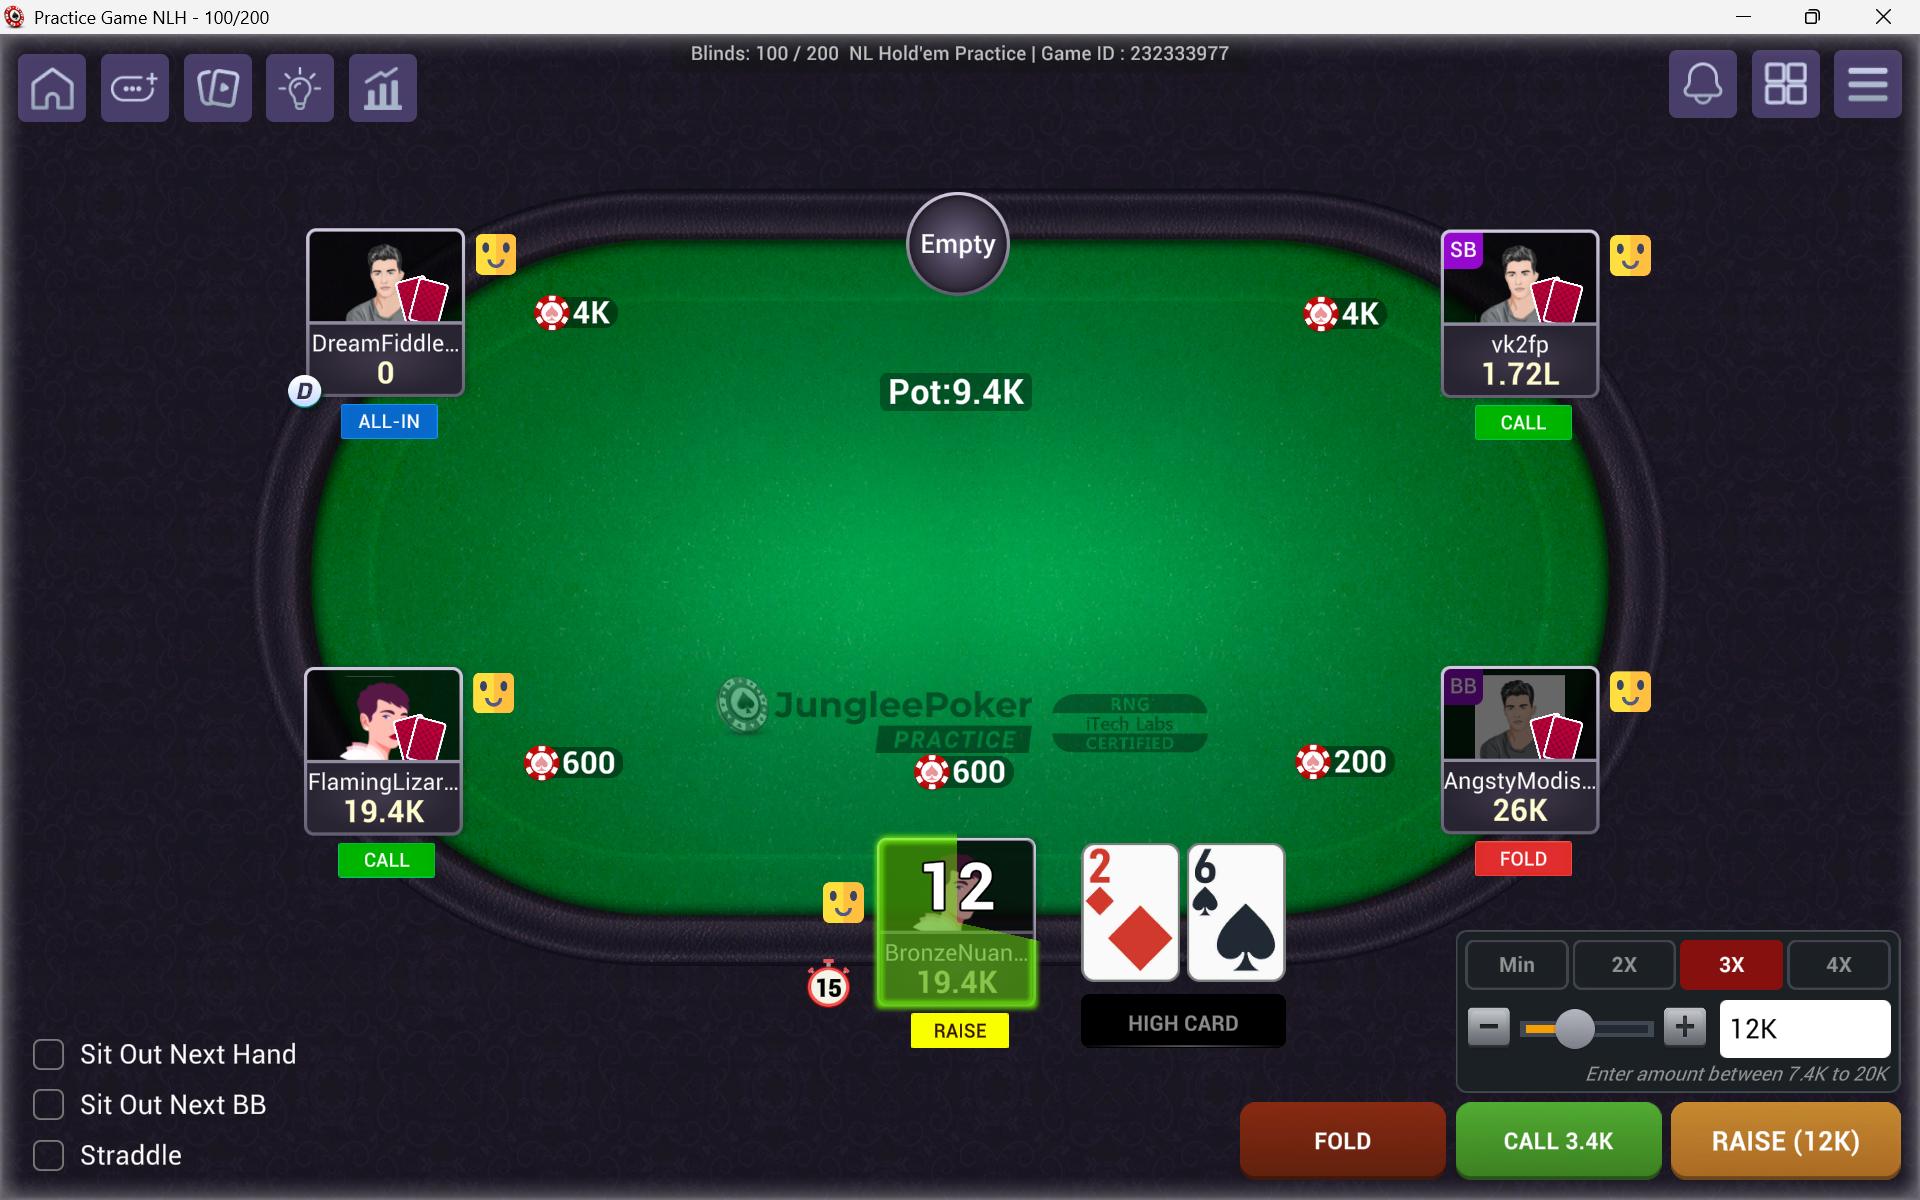 Practice Game NLH - 100/200
Blinds: 100 / 200 NL Hold'em Practice | Game ID : 232333977
Empty
SB
4K
4K
DreamFiddle...
0
D
ALL-IN
vk2fp
1.72L
CALL
Pot:9.4K
JungleePoker
PRACTICE
RNG
iTech Labs
CERTIFIED
BB
600
600
200
FlamingLizar...
19.4K
CALL
AngstyModis...
26K
FOLD
12
BronzeNuan...
19.4K
15
RAISE
2
6
HIGH CARD
Min
2X
3X
4X
12K
Enter amount between 7.4K to 20K
Sit Out Next Hand
Sit Out Next BB
Straddle
FOLD
CALL 3.4K
RAISE (12K)